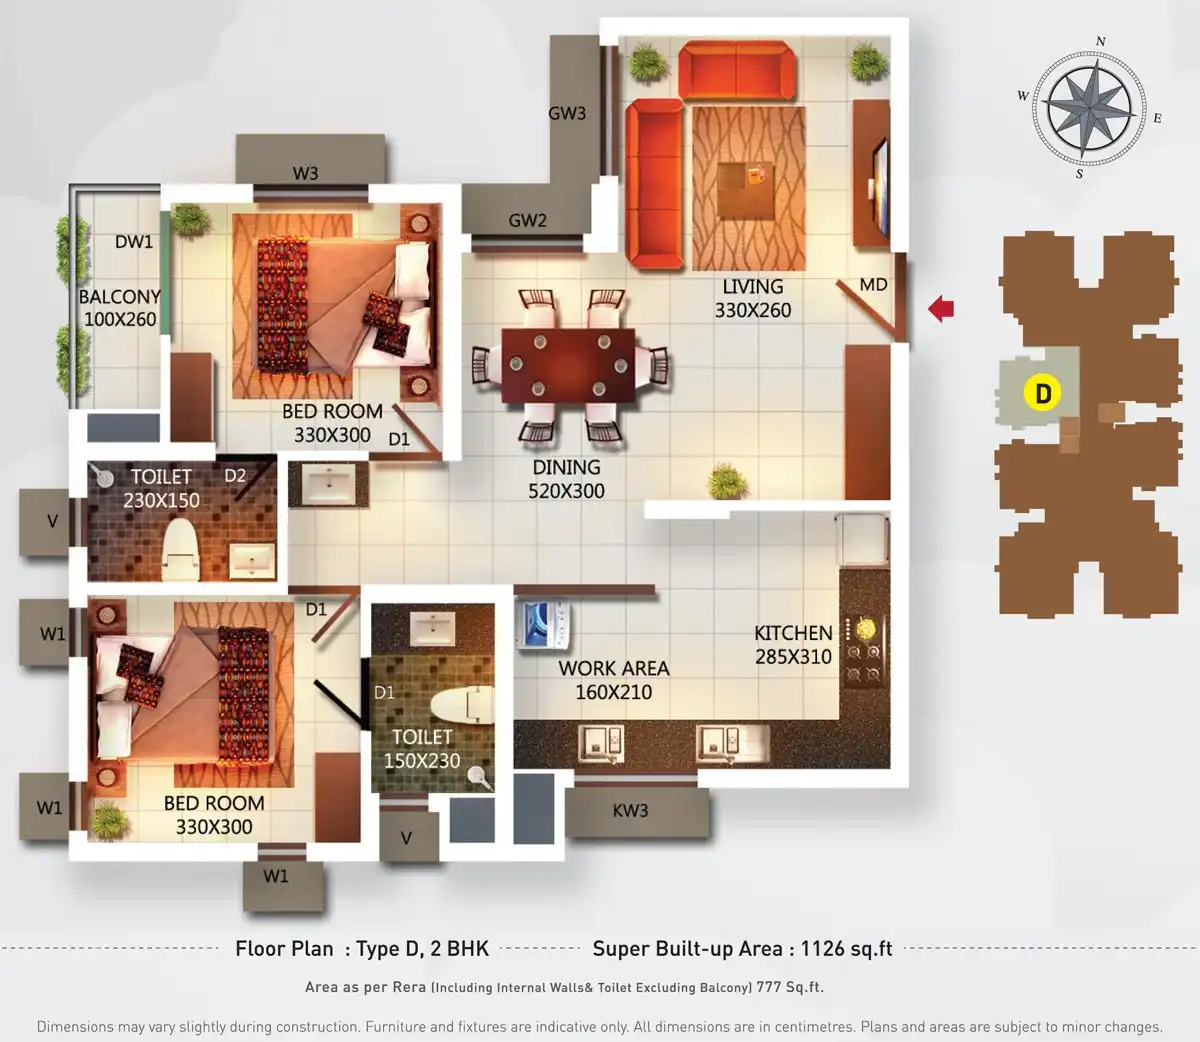 N
W
E
S
GW3
W3
GW2
DW1
BALCONY
100X260
LIVING
330X260
MD
BED ROOM
330X300
D1
DINING
520X300
TOILET
230X150
D2
V
D
W1
D1
D1
TOILET
150X230
WORK AREA
160X210
KITCHEN
285X310
BED ROOM
330X300
W1
V
KW3
W1
Floor Plan : Type D, 2 BHK
Super Built-up Area : 1126 sq.ft
Area as per Rera (Including Internal Walls& Toilet Excluding Balcony) 777 Sq.ft.
Dimensions may vary slightly during construction. Furniture and fixtures are indicative only. All dimensions are in centimetres. Plans and areas are subject to minor changes.